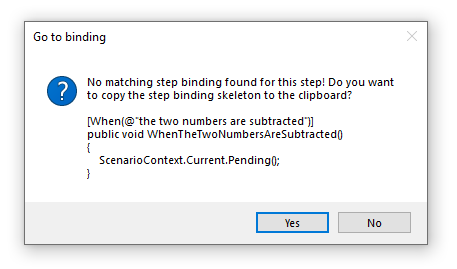 Go to binding
No matching step binding found for this step! Do you want
to copy the step binding skeleton to the clipboard?
[When(@"the two numbers are subtracted")]
public void WhenTheTwoNumbersAreSubtracted()
{
ScenarioContext.Current.Pending();
}
Yes No